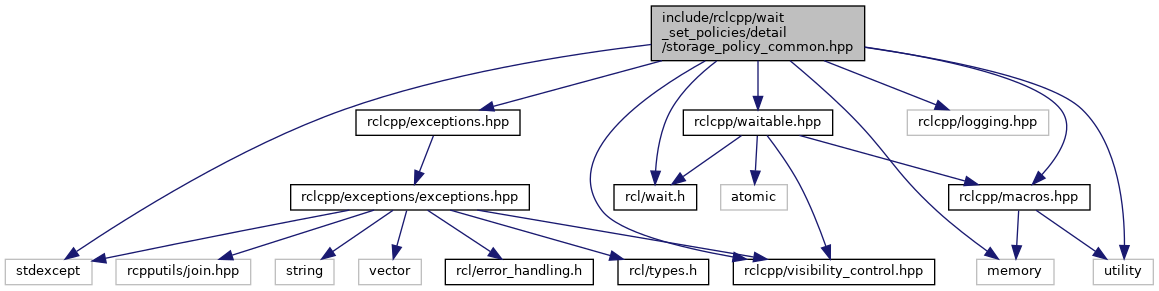 include/rclcpp/wait
_set_policies/detail
/storage_policy_common.hpp
rclcpp/exceptions.hpp
rclcpp/waitable.hpp
rclcpp/logging.hpp
rclcpp/exceptions/exceptions.hpp
rcl/wait.h
atomic
rclcpp/macros.hpp
stdexcept
rcpputils/join.hpp
string
vector
rcl/error_handling.h
rcl/types.h
rclcpp/visibility_control.hpp
memory
utility